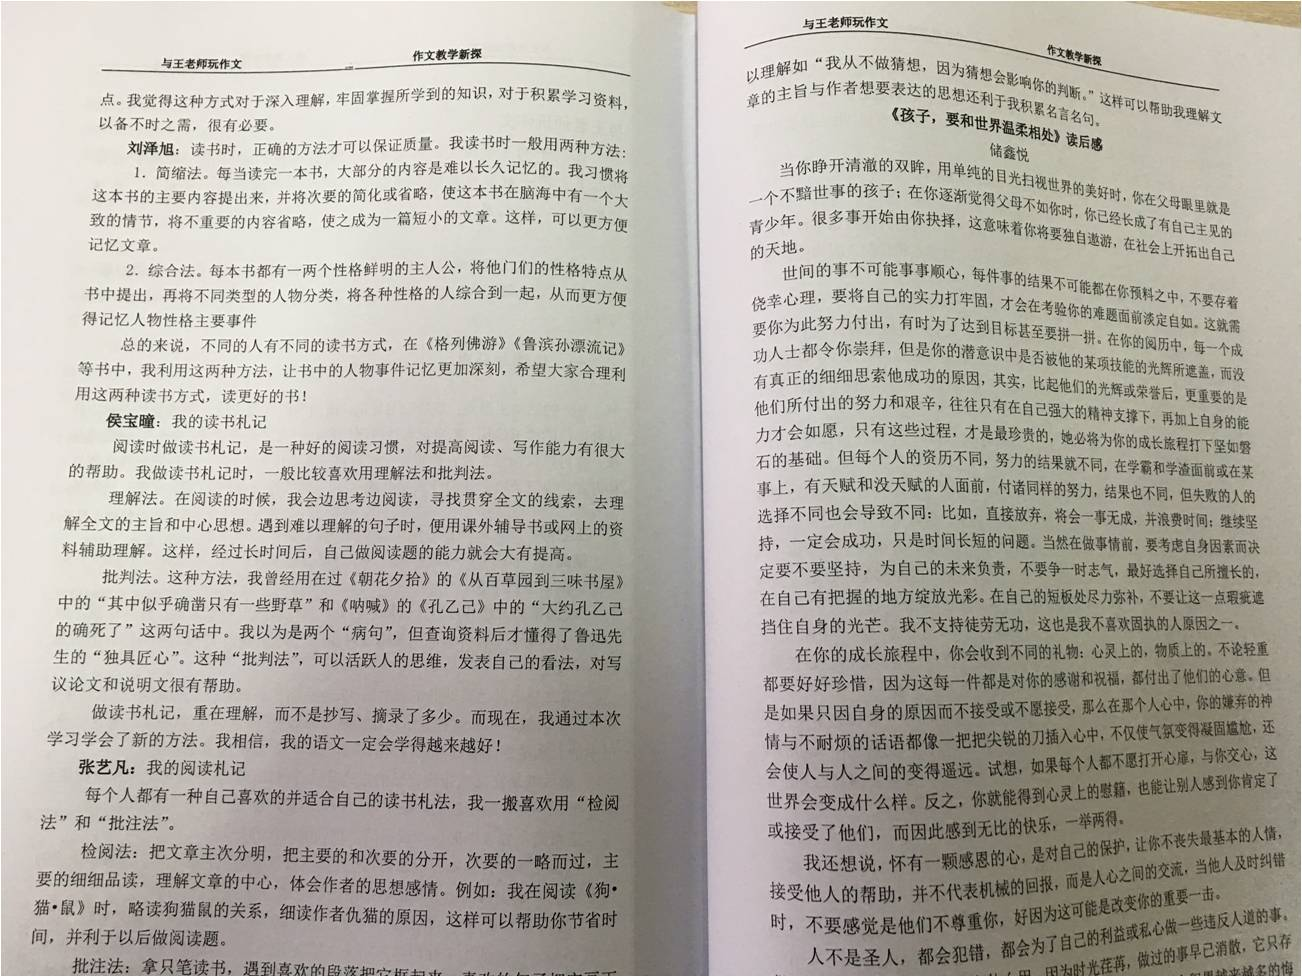 与王老师玩作文 作文教学新探
点。我觉得这种方式对于深入理解，牢固掌握所学到的知识，对于积累学习资料，
以备不时之需，很有必要。
刘泽旭：读书时，正确的方法才可以保证质量。我读书时一般用两种方法：
1．简缩法。每当读完一本书，大部分的内容是难以长久记忆的。我习惯将
这本书的主要内容提出来，并将次要的简化或省略，使这本书在脑海中有一个大
致的情节，将不重要的内容省略，使之成为一篇短小的文章。这样，可以更方便
记忆文章。
2．综合法。每本书都有一两个性格鲜明的主人公，将他门们的性格特点从
书中提出，再将不同类型的人物分类，将各种性格的人综合到一起，从而更方便
得记忆人物性格主要事件
总的来说，不同的人有不同的读书方式，在《格列佛游》《鲁滨孙漂流记》
等书中，我利用这两种方法，让书中的人物事件记忆更加深刻，希望大家合理利
用这两种读书方式，读更好的书！
侯宝曈：我的读书札记
阅读时做读书札记，是一种好的阅读习惯，对提高阅读、写作能力有很大
的帮助。我做读书札记时，一般比较喜欢用理解法和批判法。
理解法。在阅读的时候，我会边思考边阅读，寻找贯穿全文的线索，去理
解全文的主旨和中心思想。遇到难以理解的句子时，便用课外辅导书或网上的资
料辅助理解。这样，经过长时间后，自己做阅读题的能力就会大有提高。
批判法。这种方法，我曾经用在过《朝花夕拾》的《从百草园到三味书屋》
中的“其中似乎确凿只有一些野草”和《呐喊》的《孔乙己》中的“大约孔乙己
的确死了”这两句话中。我以为是两个“病句”，但查询资料后才懂得了鲁迅先
生的“独具匠心”。这种“批判法”，可以活跃人的思维，发表自己的看法，对写
议论文和说明文很有帮助。
做读书札记，重在理解，而不是抄写、摘录了多少。而现在，我通过本次
学习学会了新的方法。我相信，我的语文一定会学得越来越好！
张艺凡：我的阅读札记
每个人都有一种自己喜欢的并适合自己的读书札法，我一搬喜欢用“检阅
法”和“批注法”。
检阅法：把文章主次分明，把主要的和次要的分开，次要的一略而过，主
要的细细品读，理解文章的中心，体会作者的思想感情。例如：我在阅读《狗•
猫•鼠》时，略读狗猫鼠的关系，细读作者仇猫的原因，这样可以帮助你节省时
间，并利于以后做阅读题。
批注法：拿只笔读书，遇到喜欢的段落把它框起来
与王老师玩作文 作文教学新探
以理解如“我从不做猜想，因为猜想会影响你的判断。”这样可以帮助我理解文
章的主旨与作者想要表达的思想还利于我积累名言名句。
《孩子，要和世界温柔相处》读后感
储鑫悦
当你睁开清澈的双眸，用单纯的目光扫视世界的美好时，你在父母眼里就是
一个不黯世事的孩子；在你逐渐觉得父母不如你时，你已经长成了有自己主见的
青少年。很多事开始由你抉择，这意味着你将要独自遨游，在社会上开拓出自己
的天地。
世间的事不可能事事顺心，每件事的结果不可能都在你预料之中，不要存着
侥幸心理，要将自己的实力打牢固，才会在考验你的难题面前淡定自如。这就需
要你为此努力付出，有时为了达到目标甚至要拼一拼。在你的阅历中，每一个成
功人士都令你崇拜，但是你的潜意识中是否被他的某项技能的光辉所遮盖，而没
有真正的细细思索他成功的原因，其实，比起他们的光辉或荣誉后，更重要的是
他们所付出的努力和艰辛，往往只有在自己强大的精神支撑下，再加上自身的能
力才会如愿，只有这些过程，才是最珍贵的，她必将为你的成长旅程打下坚如磐
石的基础。但每个人的资历不同，努力的结果就不同，在学霸和学渣面前或在某
事上，有天赋和没天赋的人面前，付诸同样的努力，结果也不同，但失败的人的
选择不同也会导致不同：比如，直接放弃，将会一事无成，并浪费时间；继续坚
持，一定会成功，只是时间长短的问题。当然在做事情前，要考虑自身因素而决
定要不要坚持，为自己的未来负责，不要争一时志气，最好选择自己所擅长的，
在自己有把握的地方绽放光彩。在自己的短板处尽力弥补，不要让这一点瑕疵遮
挡住自身的光芒。我不支持徒劳无功，这也是我不喜欢固执的人原因之一。
在你的成长旅程中，你会收到不同的礼物：心灵上的，物质上的。不论轻重
都要好好珍惜，因为这每一件都是对你的感谢和祝福，都付出了他们的心意。但
是如果只因自身的原因而不接受或不愿接受，那么在那个人心中，你的嫌弃的神
情与不耐烦的话语都像一把把尖锐的刀插入心中，不仅使气氛变得凝固尴尬，还
会使人与人之间的变得遥远。试想，如果每个人都不愿打开心扉，与你交心，这
世界会变成什么样。反之，你就能得到心灵上的慰籍，也能让别人感到你肯定了
或接受了他们，而因此感到无比的快乐，一举两得。
我还想说，怀有一颗感恩的心，是对自己的保护，让你不丧失最基本的人情，
接受他人的帮助，并不代表机械的回报，而是人心之间的交流，当他人及时纠错
时，不要感觉是他们不尊重你，好因为这可能是改变你的重要一击。
人不是圣人，都会犯错，都会为了自己的利益或私心做一些违反人道的事。
因为时光荏苒，做过的事早已消散，它只存